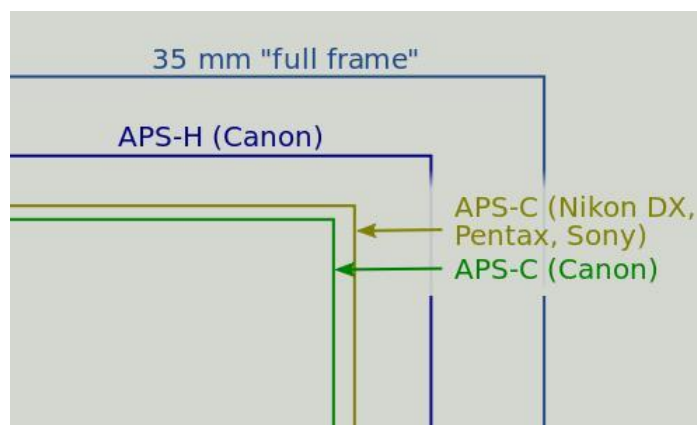 35 mm "full frame"
APS-H (Canon)
APS-C (Nikon DX,
Pentax, Sony)
APS-C (Canon)